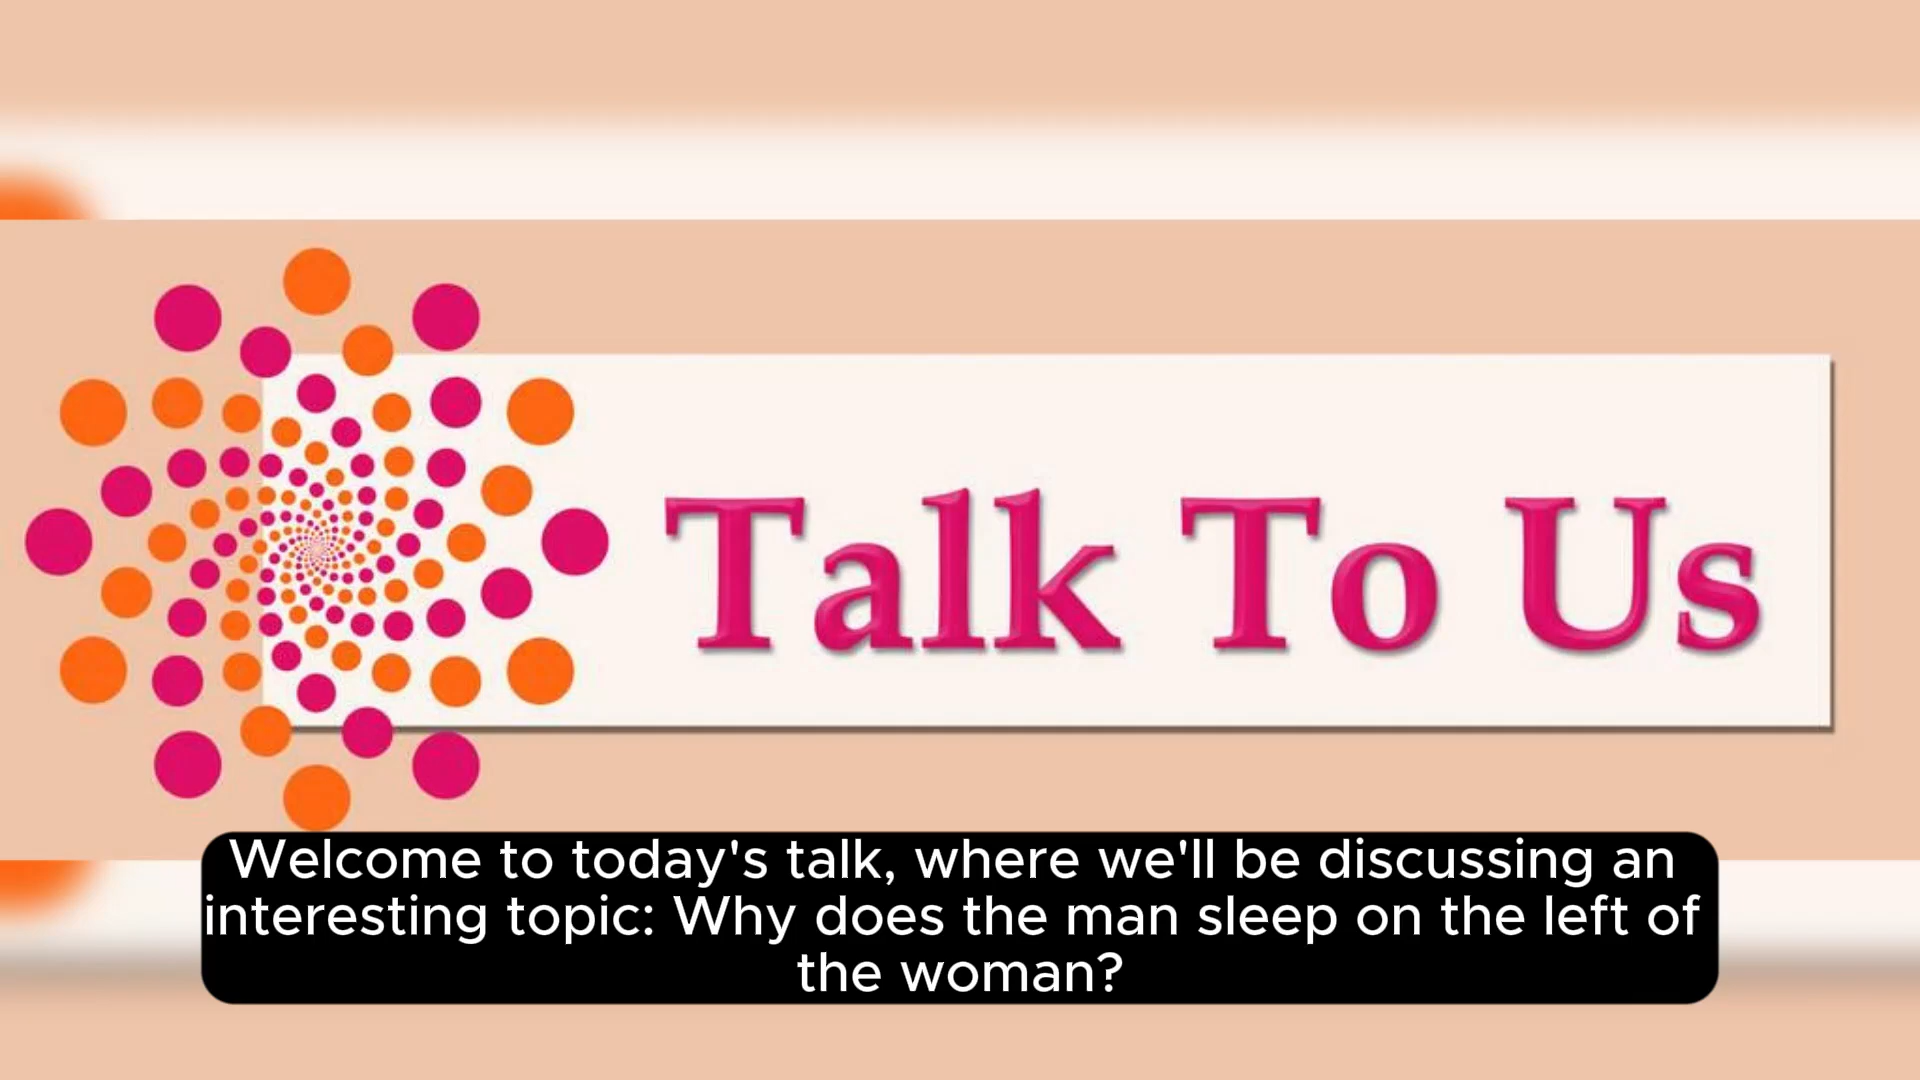 Talk To Us
Welcome to today's talk, where we'll be discussing an
interesting topic: Why does the man sleep on the left of
the woman?